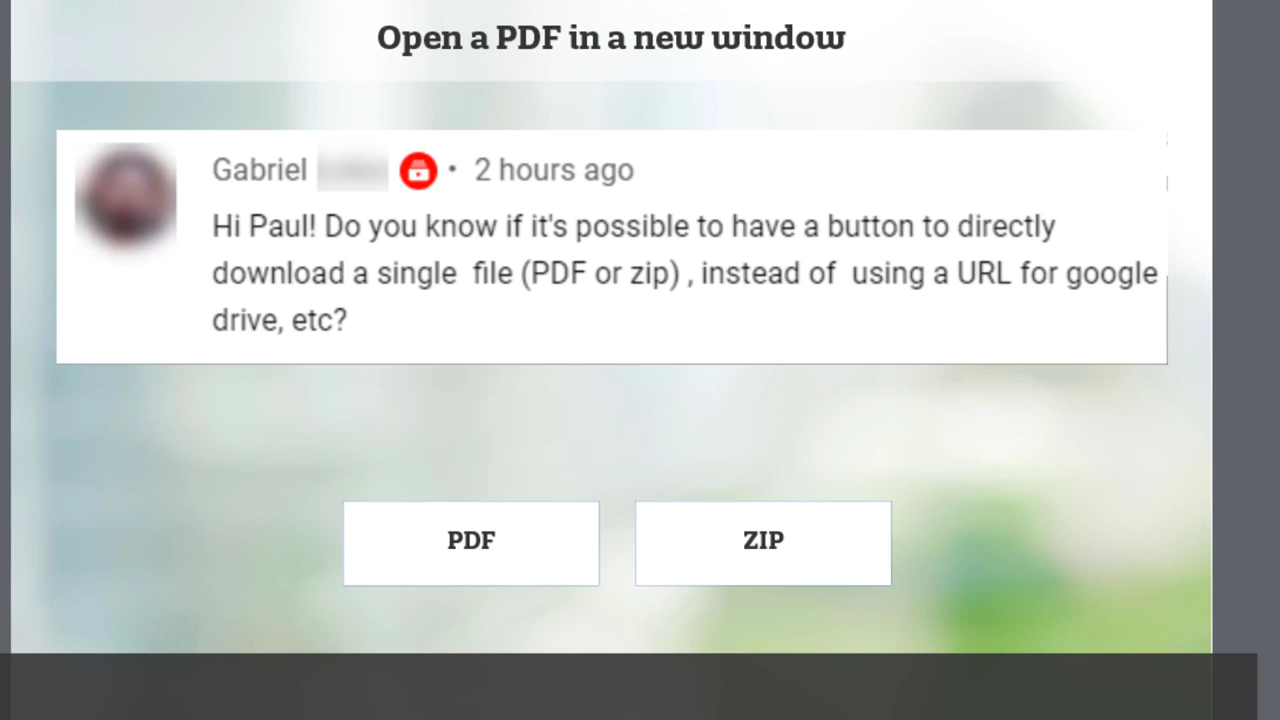 Open a PDF in a new window
Gabriel • 2 hours ago
Hi Paul! Do you know if it's possible to have a button to directly
download a single  file (PDF or zip) , instead of  using a URL for google
drive, etc?
PDF
ZIP